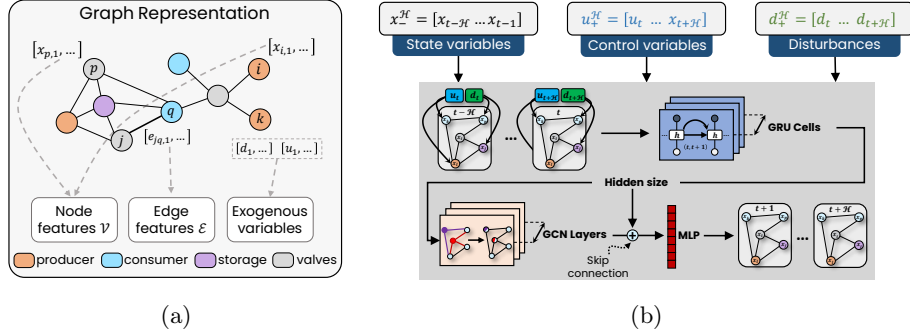 Graph Representation
[x_{p,1}, …]
[x_{i,1}, …]
p
i
q
j
k
[e_{jq,1}, …]
[d_1, …] [u_1, …]
Node features 𝒱
Edge features ℰ
Exogenous variables
producer consumer storage valves
(a)
x_-^ℋ = [x_{t-ℋ} … x_{t-1}]
State variables
u_+^ℋ = [u_t … x_{t+ℋ}]
Control variables
d_+^ℋ = [d_t … d_{t+ℋ}]
Disturbances
u_t d_t
u_{t+ℋ} d_{t+ℋ}
t − ℋ
...
t
h h
(t, t + 1)
GRU Cells
Hidden size
GCN Layers
+
MLP
Skip connection
t + 1
...
t + ℋ
(b)